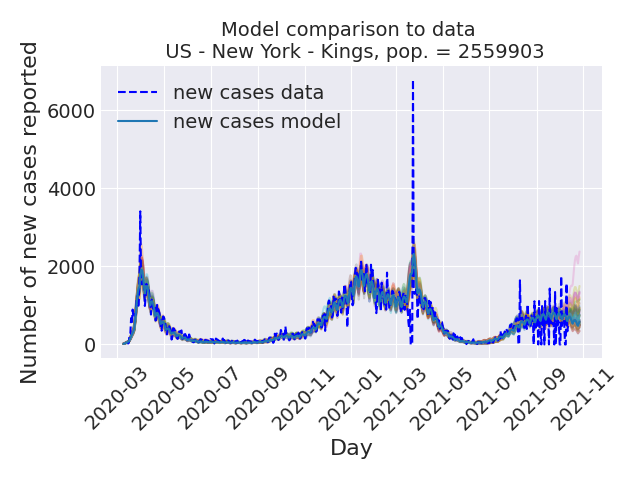 Model comparison to data
US - New York - Kings, pop. = 2559903
new cases data
new cases model
Number of new cases reported
6000
4000
2000
0
2020-03
2020-05
2020-07
2020-09
2020-11
2021-01
2021-03
2021-05
2021-07
2021-09
2021-11
Day